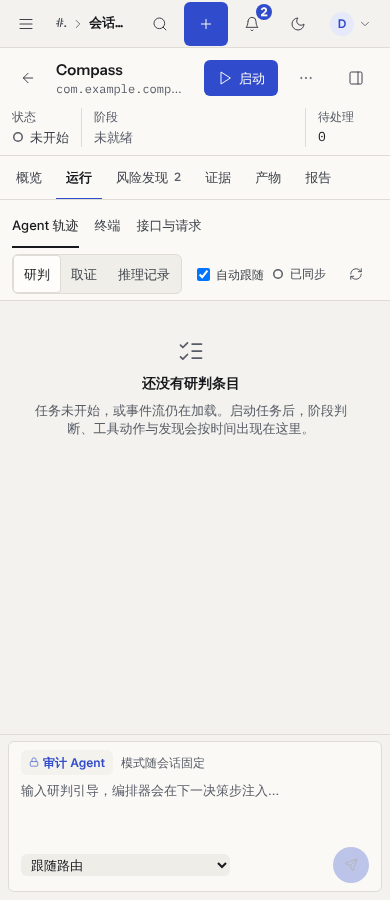 #. 会话…
2
D
Compass
com.example.comp…
启动
状态
未开始
阶段
未就绪
待处理
0
概览 运行 风险发现 2 证据 产物 报告
Agent 轨迹 终端 接口与请求
研判 取证 推理记录 自动跟随 已同步
还没有研判条目
任务未开始，或事件流仍在加载。启动任务后，阶段判
断、工具动作与发现会按时间出现在这里。
审计 Agent 模式随会话固定
输入研判引导，编排器会在下一决策步注入…
跟随路由